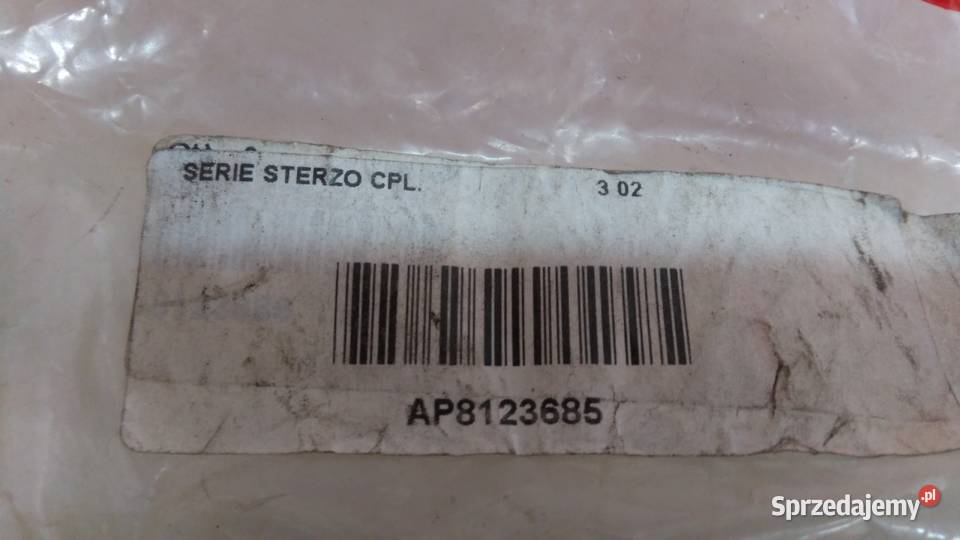 SERIE STERZO CPL. 3 02
AP8123685
Sprzedajemy.pl